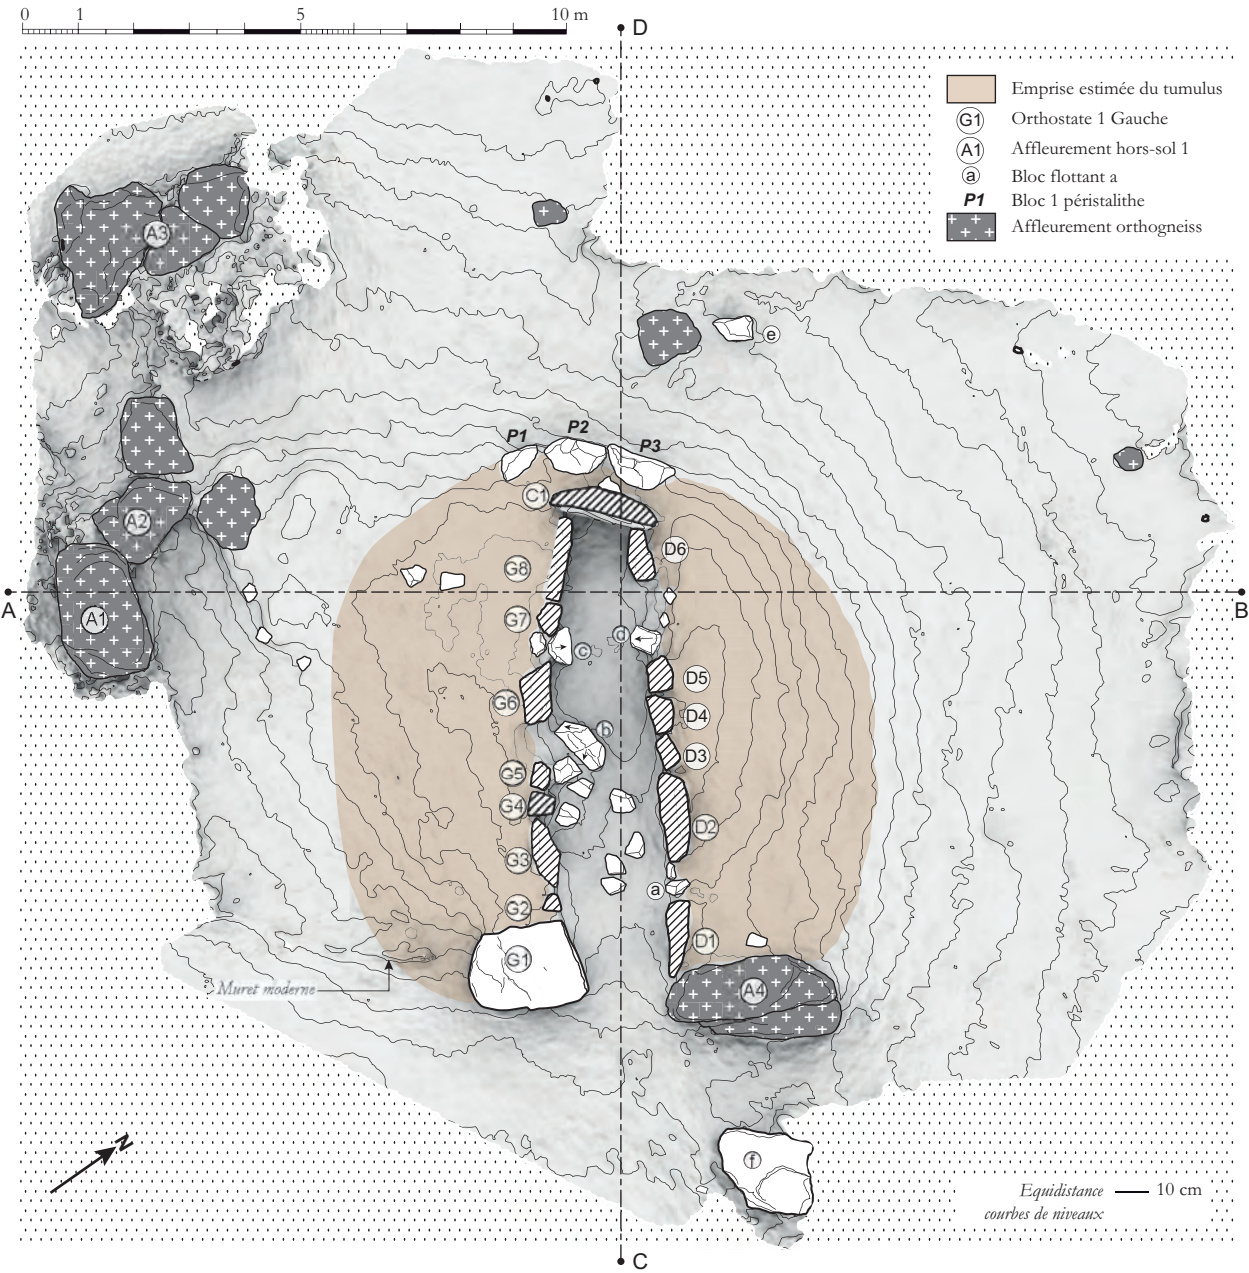 0 1 5 10 m
D
Emprise estimée du tumulus
G1 Orthostate 1 Gauche
A1 Affleurement hors-sol 1
a Bloc flottant a
P1 Bloc 1 péristalithe
Affleurement orthogneiss
A3
e
P1 P2 P3
C1
A2
D6
G8
A B
A1
G7
d
c
D5
G6
D4
b
D3
G5
G4
D2
G3
a
G2
D1
G1
Muret moderne
A4
N
f
Equidistance 10 cm
courbes de niveaux
C